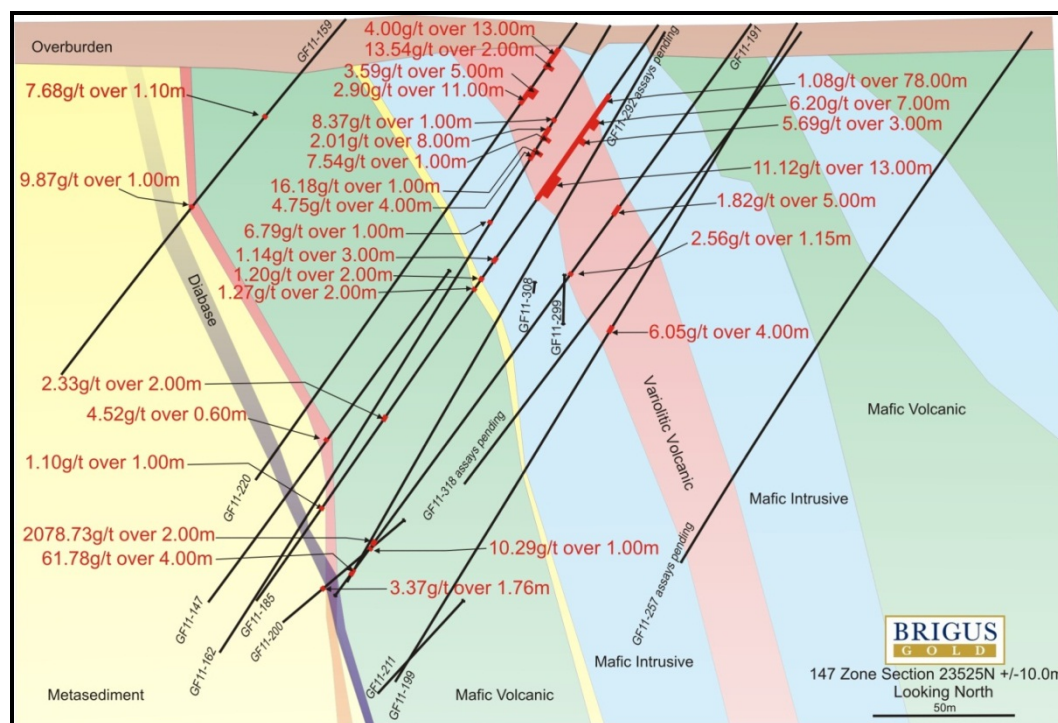 Overburden
GF11-159
4.00g/t over 13.00m
13.54g/t over 2.00m
3.59g/t over 5.00m
2.90g/t over 11.00m
GF11-292 assays pending
GF11-191
7.68g/t over 1.10m
1.08g/t over 78.00m
6.20g/t over 7.00m
5.69g/t over 3.00m
8.37g/t over 1.00m
2.01g/t over 8.00m
7.54g/t over 1.00m
11.12g/t over 13.00m
9.87g/t over 1.00m
16.18g/t over 1.00m
4.75g/t over 4.00m
1.82g/t over 5.00m
6.79g/t over 1.00m
2.56g/t over 1.15m
1.14g/t over 3.00m
1.20g/t over 2.00m
1.27g/t over 2.00m
Diabase
GF11-308
GF11-299
6.05g/t over 4.00m
2.33g/t over 2.00m
4.52g/t over 0.60m
Variolitic Volcanic
Mafic Volcanic
1.10g/t over 1.00m
GF11-220
GF11-318 assays pending
Mafic Intrusive
2078.73g/t over 2.00m
61.78g/t over 4.00m
10.29g/t over 1.00m
3.37g/t over 1.76m
GF11-257 assays pending
GF11-147
GF11-185
GF11-200
GF11-162
GF11-211
GF11-199
BRIGUS
GOLD
Mafic Intrusive
147 Zone Section 23525N +/-10.0m
Looking North
50m
Metasediment
Mafic Volcanic